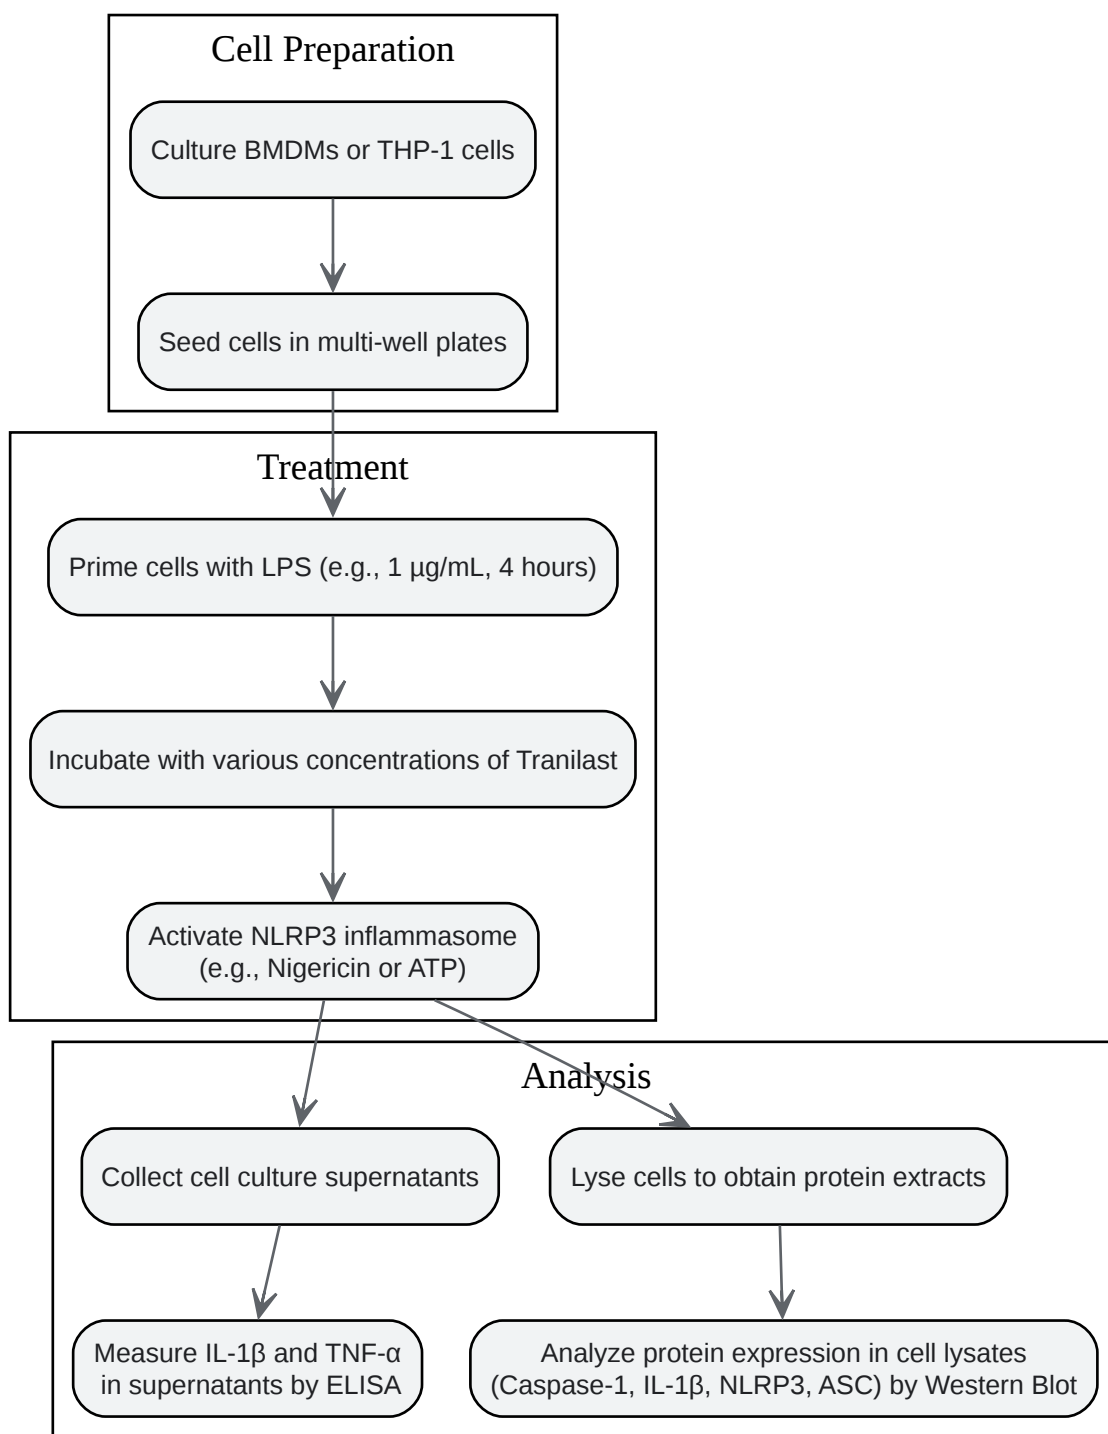 Cell Preparation
Culture BMDMs or THP-1 cells
Seed cells in multi-well plates
Treatment
Prime cells with LPS (e.g., 1 µg/mL, 4 hours)
Incubate with various concentrations of Tranilast
Activate NLRP3 inflammasome
(e.g., Nigericin or ATP)
Analysis
Collect cell culture supernatants
Lyse cells to obtain protein extracts
Measure IL-1β and TNF-α
in supernatants by ELISA
Analyze protein expression in cell lysates
(Caspase-1, IL-1β, NLRP3, ASC) by Western Blot